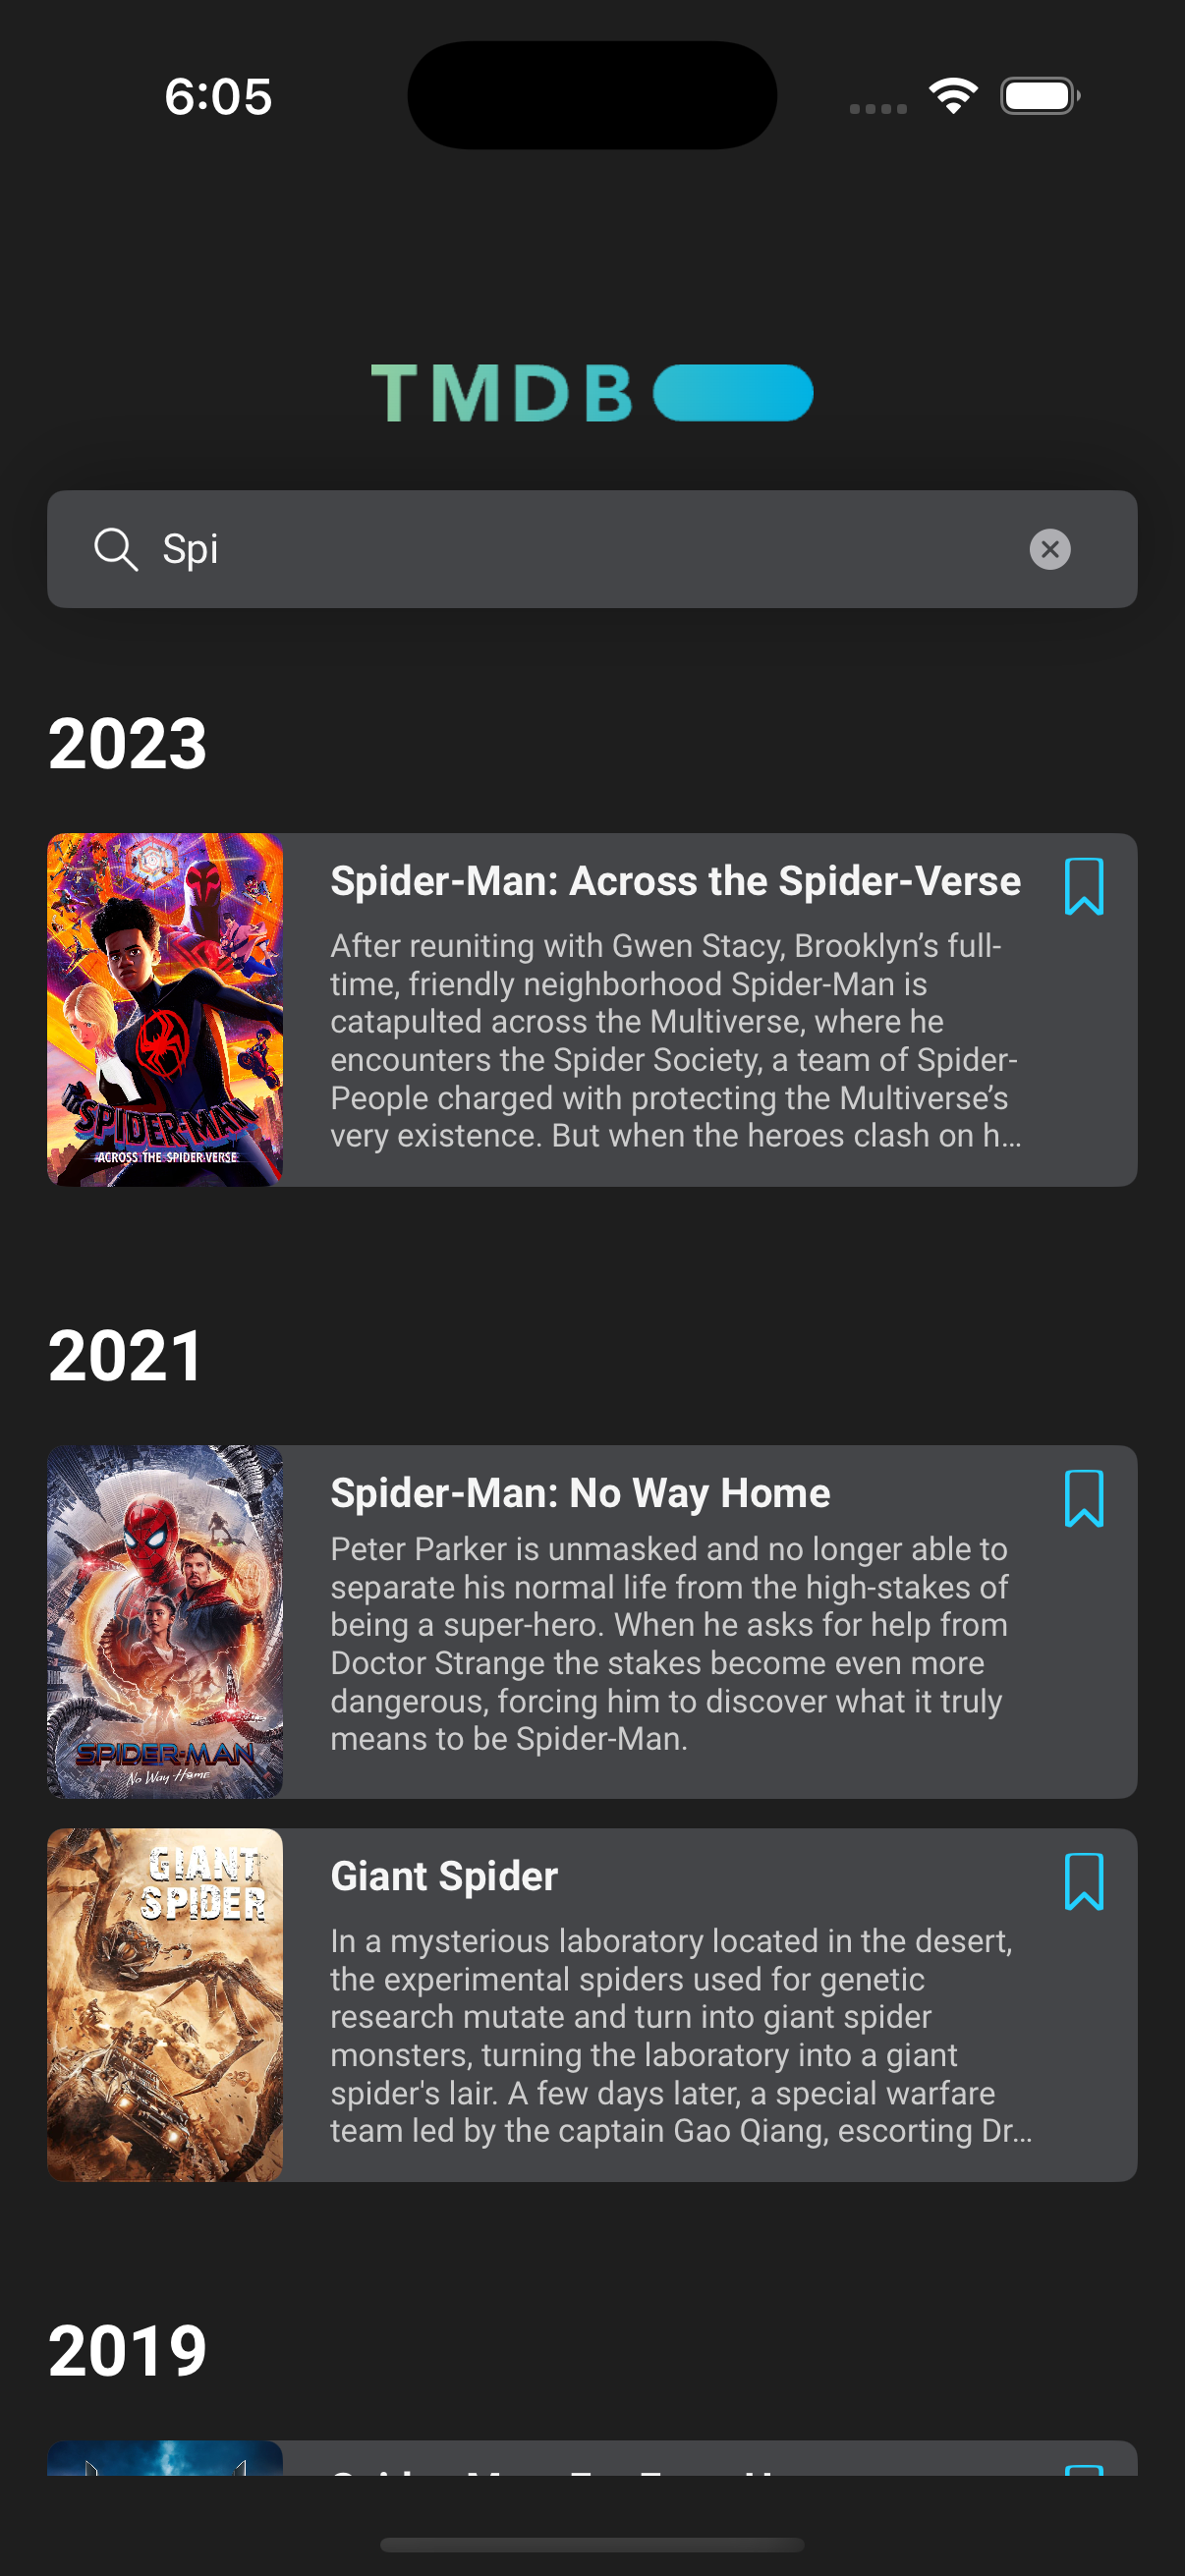 6:05
TMDB
Spi
2023
Spider-Man: Across the Spider-Verse
After reuniting with Gwen Stacy, Brooklyn’s full-
time, friendly neighborhood Spider-Man is
catapulted across the Multiverse, where he
encounters the Spider Society, a team of Spider-
People charged with protecting the Multiverse’s
very existence. But when the heroes clash on h...
SPIDER-MAN
ACROSS THE SPIDER-VERSE
2021
Spider-Man: No Way Home
Peter Parker is unmasked and no longer able to
separate his normal life from the high-stakes of
being a super-hero. When he asks for help from
Doctor Strange the stakes become even more
dangerous, forcing him to discover what it truly
means to be Spider-Man.
SPIDER-MAN
No Way Home
GIANT
SPIDER
Giant Spider
In a mysterious laboratory located in the desert,
the experimental spiders used for genetic
research mutate and turn into giant spider
monsters, turning the laboratory into a giant
spider's lair. A few days later, a special warfare
team led by the captain Gao Qiang, escorting Dr...
2019